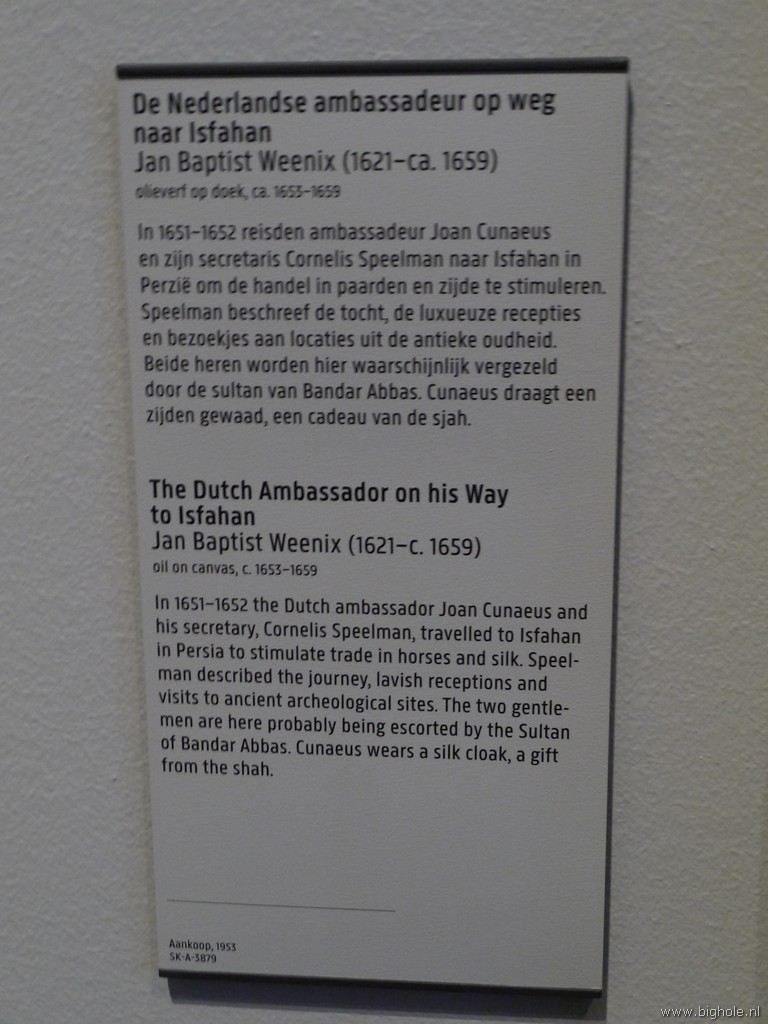 De Nederlandse ambassadeur op weg
naar Isfahan
Jan Baptist Weenix (1621–ca. 1659)
olieverf op doek, ca. 1653–1659
In 1651–1652 reisden ambassadeur Joan Cunaeus
en zijn secretaris Cornelis Speelman naar Isfahan in
Perzië om de handel in paarden en zijde te stimuleren.
Speelman beschreef de tocht, de luxueuze recepties
en bezoekjes aan locaties uit de antieke oudheid.
Beide heren worden hier waarschijnlijk vergezeld
door de sultan van Bandar Abbas. Cunaeus draagt een
zijden gewaad, een cadeau van de sjah.
The Dutch Ambassador on his Way
to Isfahan
Jan Baptist Weenix (1621–c. 1659)
oil on canvas, c. 1653–1659
In 1651–1652 the Dutch ambassador Joan Cunaeus and
his secretary, Cornelis Speelman, travelled to Isfahan
in Persia to stimulate trade in horses and silk. Speel-
man described the journey, lavish receptions and
visits to ancient archeological sites. The two gentle-
men are here probably being escorted by the Sultan
of Bandar Abbas. Cunaeus wears a silk cloak, a gift
from the shah.
Aankoop, 1953
SK-A-3879
www.bighole.nl